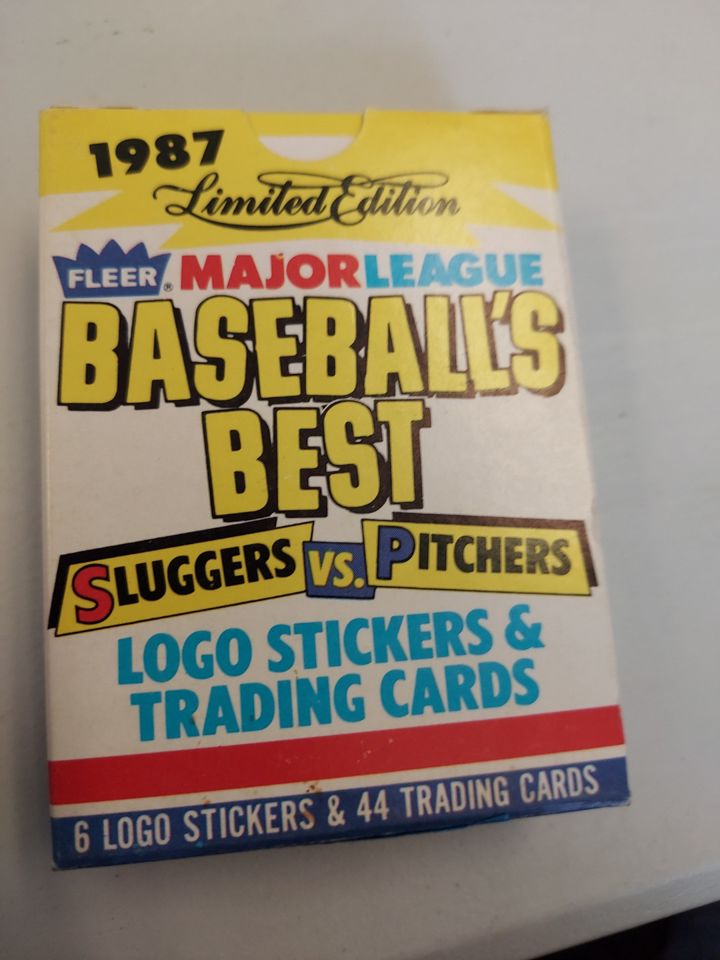 1987
Limited Edition
FLEER® MAJOR LEAGUE
BASEBALL'S
BEST
SLUGGERS VS. PITCHERS
LOGO STICKERS &
TRADING CARDS
6 LOGO STICKERS & 44 TRADING CARDS